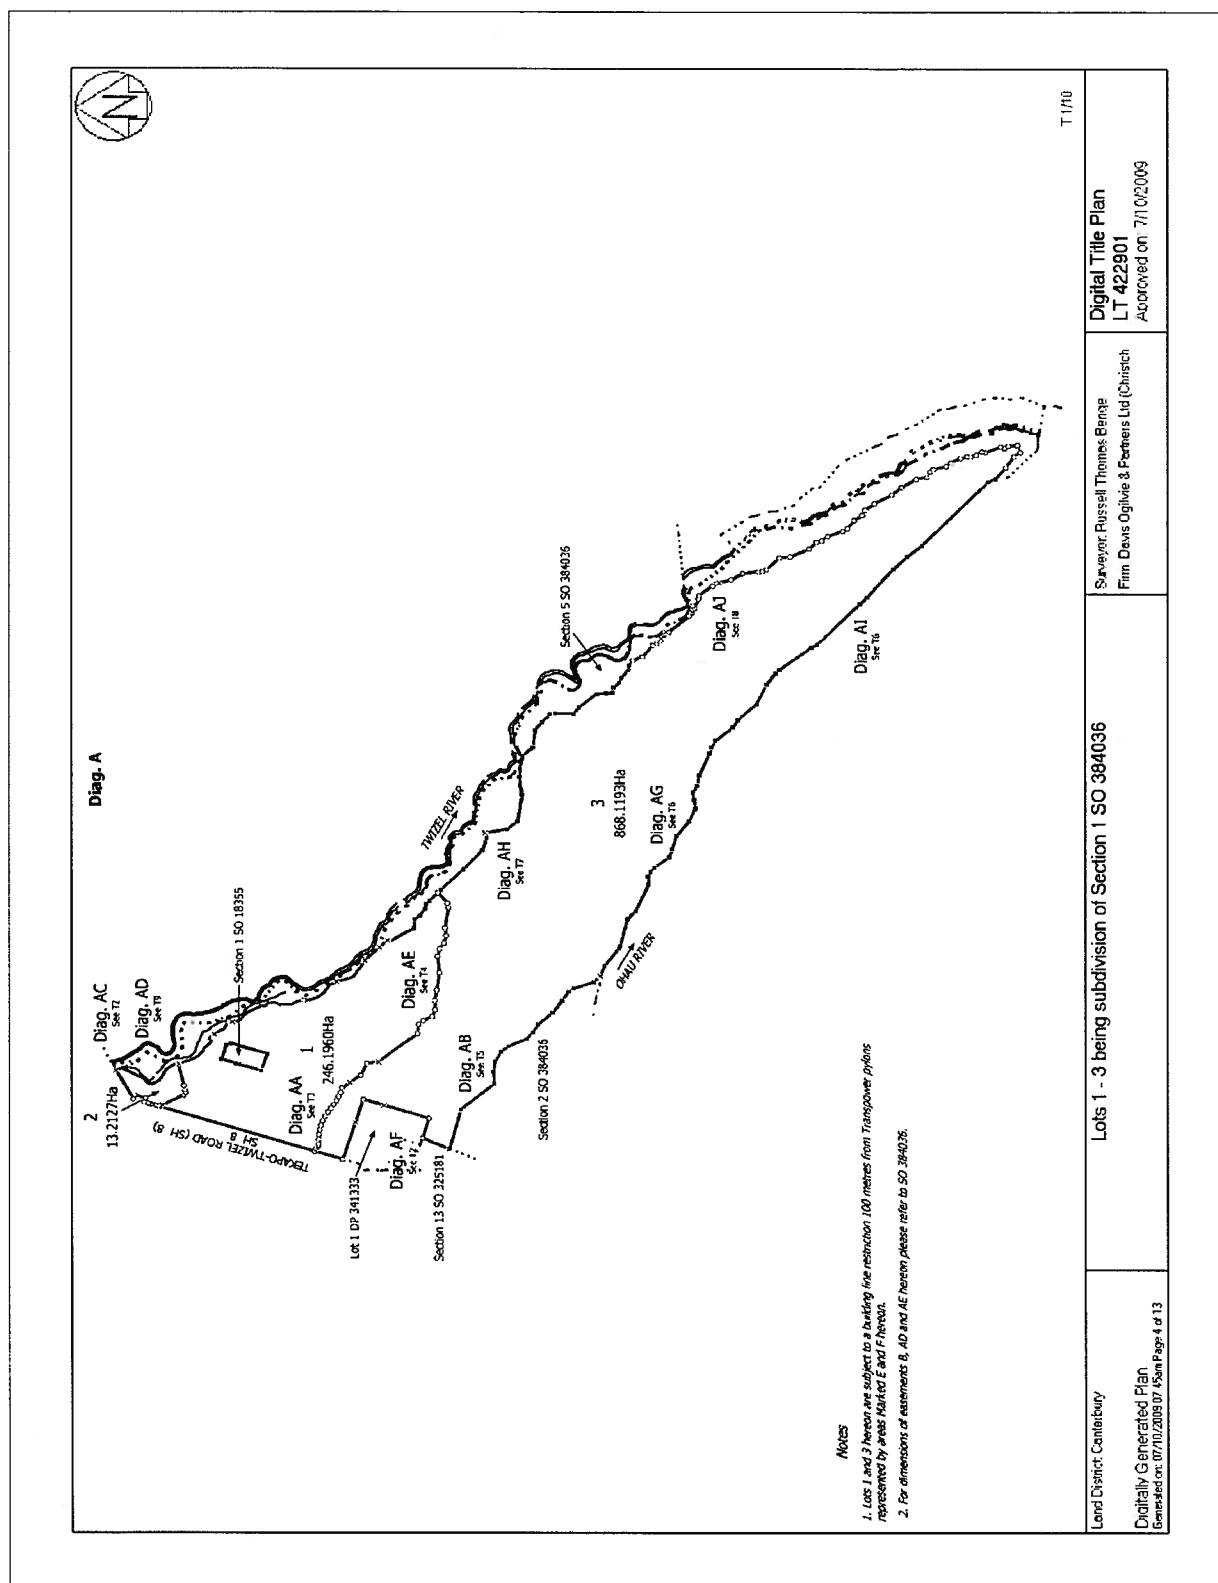 N
Diag. A
2
13.2127Ha
Diag. AC
See T2
Diag. AD
See T9
Section 1 SO 18355
TEKAPO-TWIZEL ROAD (SH 8)
SH 8
Diag. AA
See T3
1
246.1960Ha
TWIZEL RIVER
Diag. AE
See T4
Diag. AH
See T7
Section 5 SO 384036
Lot 1 DP 341333
Diag. AF
See T2
Section 13 SO 325181
Diag. AB
See T5
Section 2 SO 384036
OHAU RIVER
3
868.1193Ha
Diag. AG
See T6
Diag. AJ
See T8
Diag. AI
See T6
Notes
1. Lots 1 and 3 hereon are subject to a building line restriction 100 metres from Transpower pylons
represented by areas Marked E and F hereon.
2. For dimensions of easements B, AD and AE hereon please refer to SO 384036.
T 1/10
Land District: Canterbury
Digitally Generated Plan
Generated on: 07/10/2009 07:45am Page 4 of 13
Lots 1 - 3 being subdivision of Section 1 SO 384036
Surveyor: Russell Thomas Benge
Firm: Davis Ogilvie & Partners Ltd (Christch
Digital Title Plan
LT 422901
Approved on: 7/10/2009